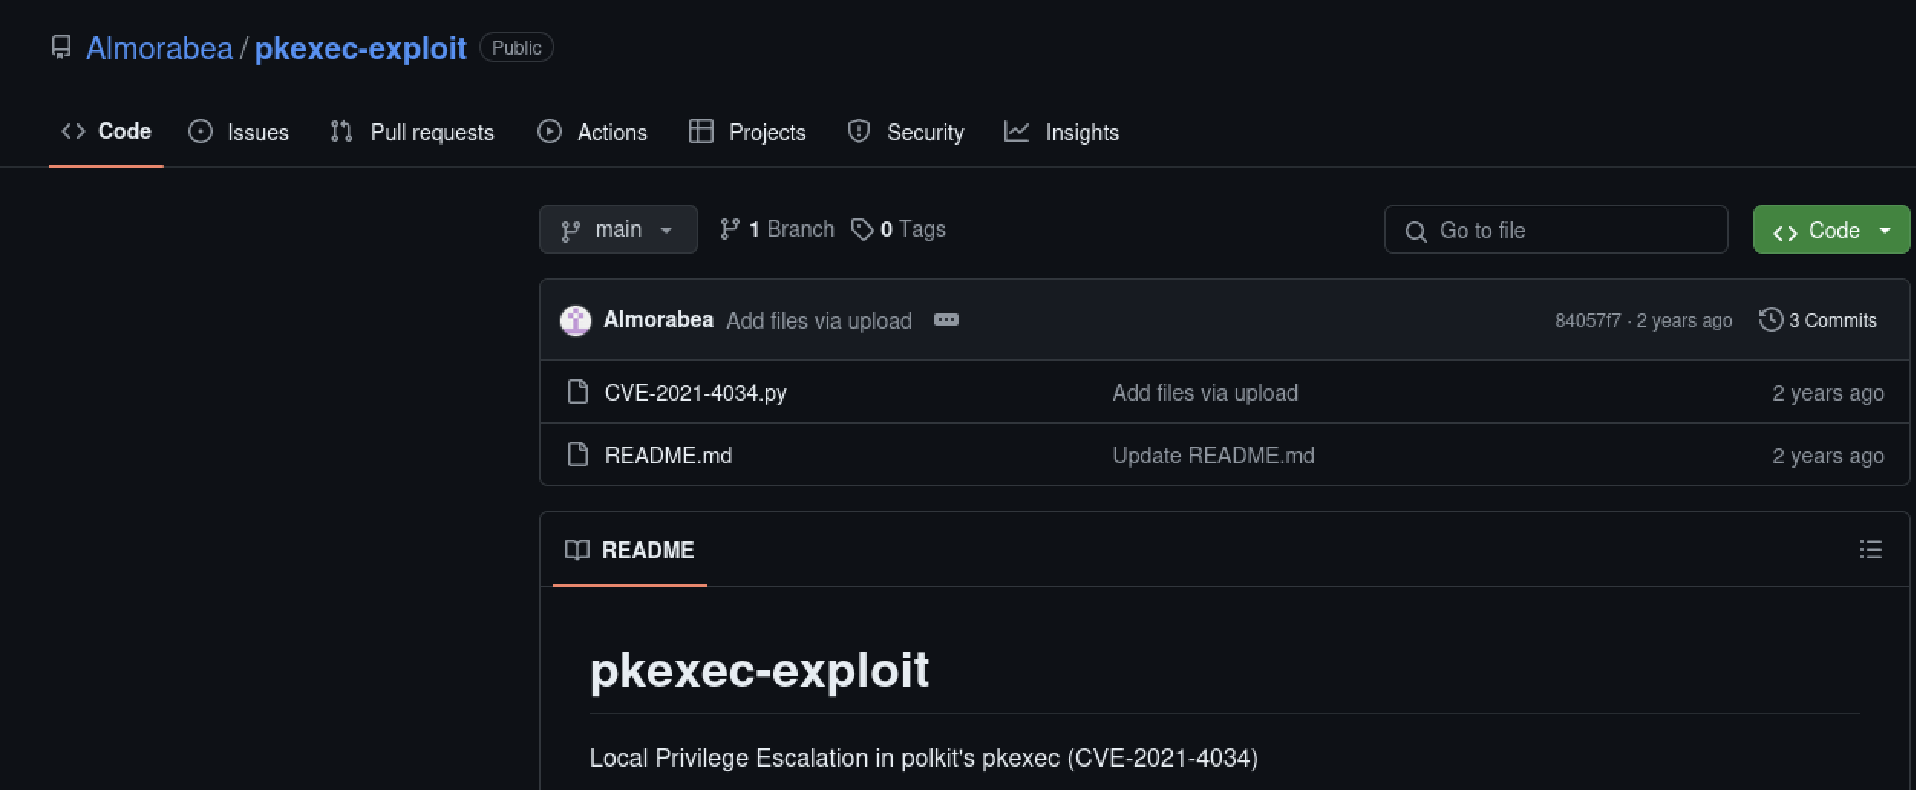 Almorabea / pkexec-exploit Public
Code Issues Pull requests Actions Projects Security Insights
main 1 Branch 0 Tags Go to file Code
Almorabea Add files via upload 84057f7 · 2 years ago 3 Commits
CVE-2021-4034.py Add files via upload 2 years ago
README.md Update README.md 2 years ago
README
pkexec-exploit
Local Privilege Escalation in polkit's pkexec (CVE-2021-4034)